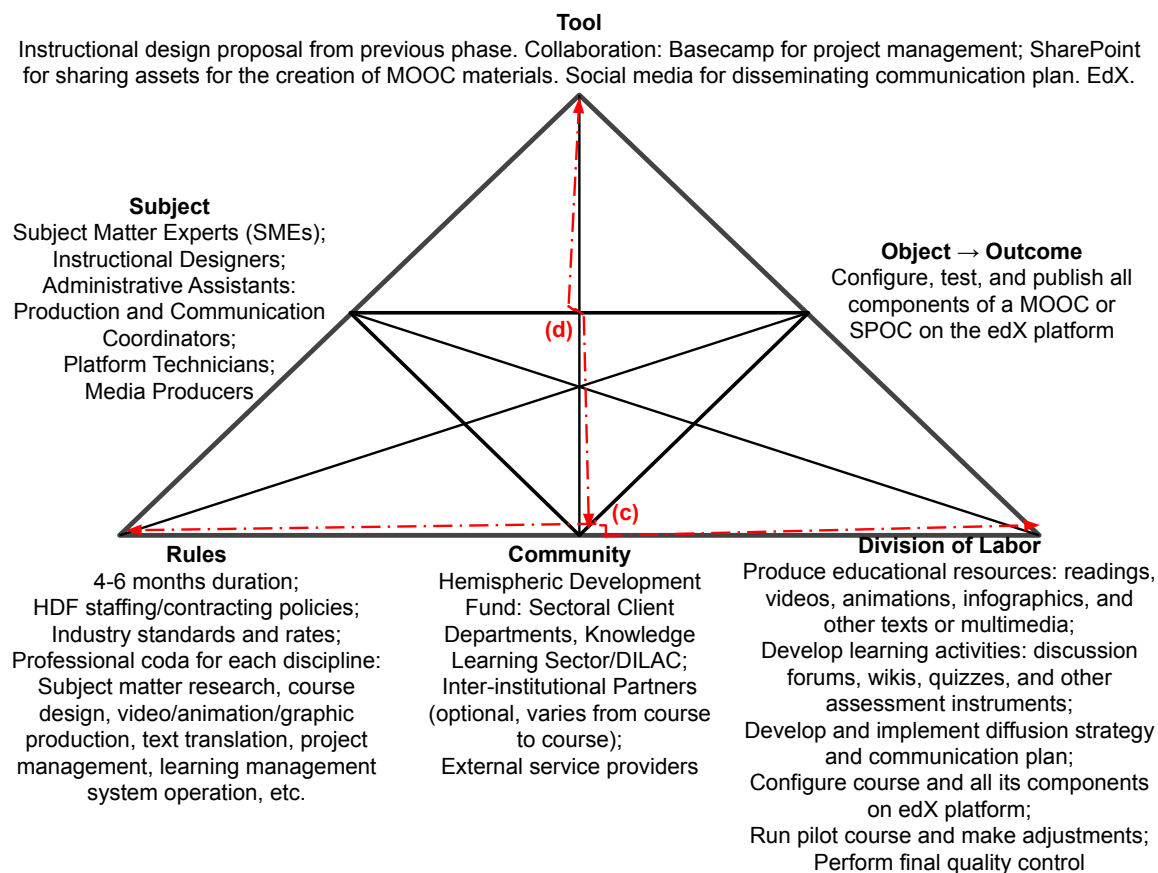 Tool
Instructional design proposal from previous phase. Collaboration: Basecamp for project management; SharePoint
for sharing assets for the creation of MOOC materials. Social media for disseminating communication plan. EdX.
Subject
Subject Matter Experts (SMEs);
Instructional Designers;
Administrative Assistants:
Production and Communication
Coordinators;
Platform Technicians;
Media Producers
Object → Outcome
Configure, test, and publish all
components of a MOOC or
SPOC on the edX platform
(d)
(c)
Rules
4-6 months duration;
HDF staffing/contracting policies;
Industry standards and rates;
Professional coda for each discipline:
Subject matter research, course
design, video/animation/graphic
production, text translation, project
management, learning management
system operation, etc.
Community
Hemispheric Development
Fund: Sectoral Client
Departments, Knowledge
Learning Sector/DILAC;
Inter-institutional Partners
(optional, varies from course
to course);
External service providers
Division of Labor
Produce educational resources: readings,
videos, animations, infographics, and
other texts or multimedia;
Develop learning activities: discussion
forums, wikis, quizzes, and other
assessment instruments;
Develop and implement diffusion strategy
and communication plan;
Configure course and all its components
on edX platform;
Run pilot course and make adjustments;
Perform final quality control